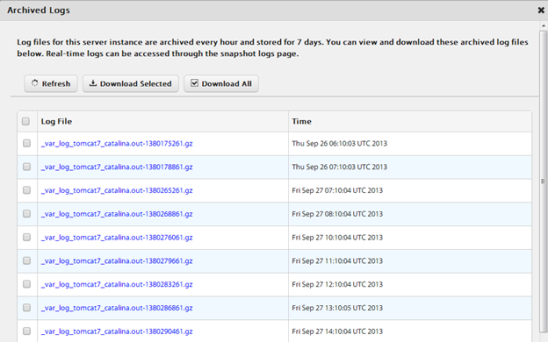 Archived Logs
Log files for this server instance are archived every hour and stored for 7 days. You can view and download these archived log files
below. Real-time logs can be accessed through the snapshot logs page.
Refresh Download Selected Download All
Log File Time
_var_log_tomcat7_catalina.out-1380175261.gz Thu Sep 26 06:10:03 UTC 2013
_var_log_tomcat7_catalina.out-1380178861.gz Thu Sep 26 07:10:03 UTC 2013
_var_log_tomcat7_catalina.out-1380265261.gz Fri Sep 27 07:10:04 UTC 2013
_var_log_tomcat7_catalina.out-1380268861.gz Fri Sep 27 08:10:04 UTC 2013
_var_log_tomcat7_catalina.out-1380276061.gz Fri Sep 27 10:10:04 UTC 2013
_var_log_tomcat7_catalina.out-1380279661.gz Fri Sep 27 11:10:04 UTC 2013
_var_log_tomcat7_catalina.out-1380283261.gz Fri Sep 27 12:10:04 UTC 2013
_var_log_tomcat7_catalina.out-1380286861.gz Fri Sep 27 13:10:05 UTC 2013
_var_log_tomcat7_catalina.out-1380290461.gz Fri Sep 27 14:10:04 UTC 2013